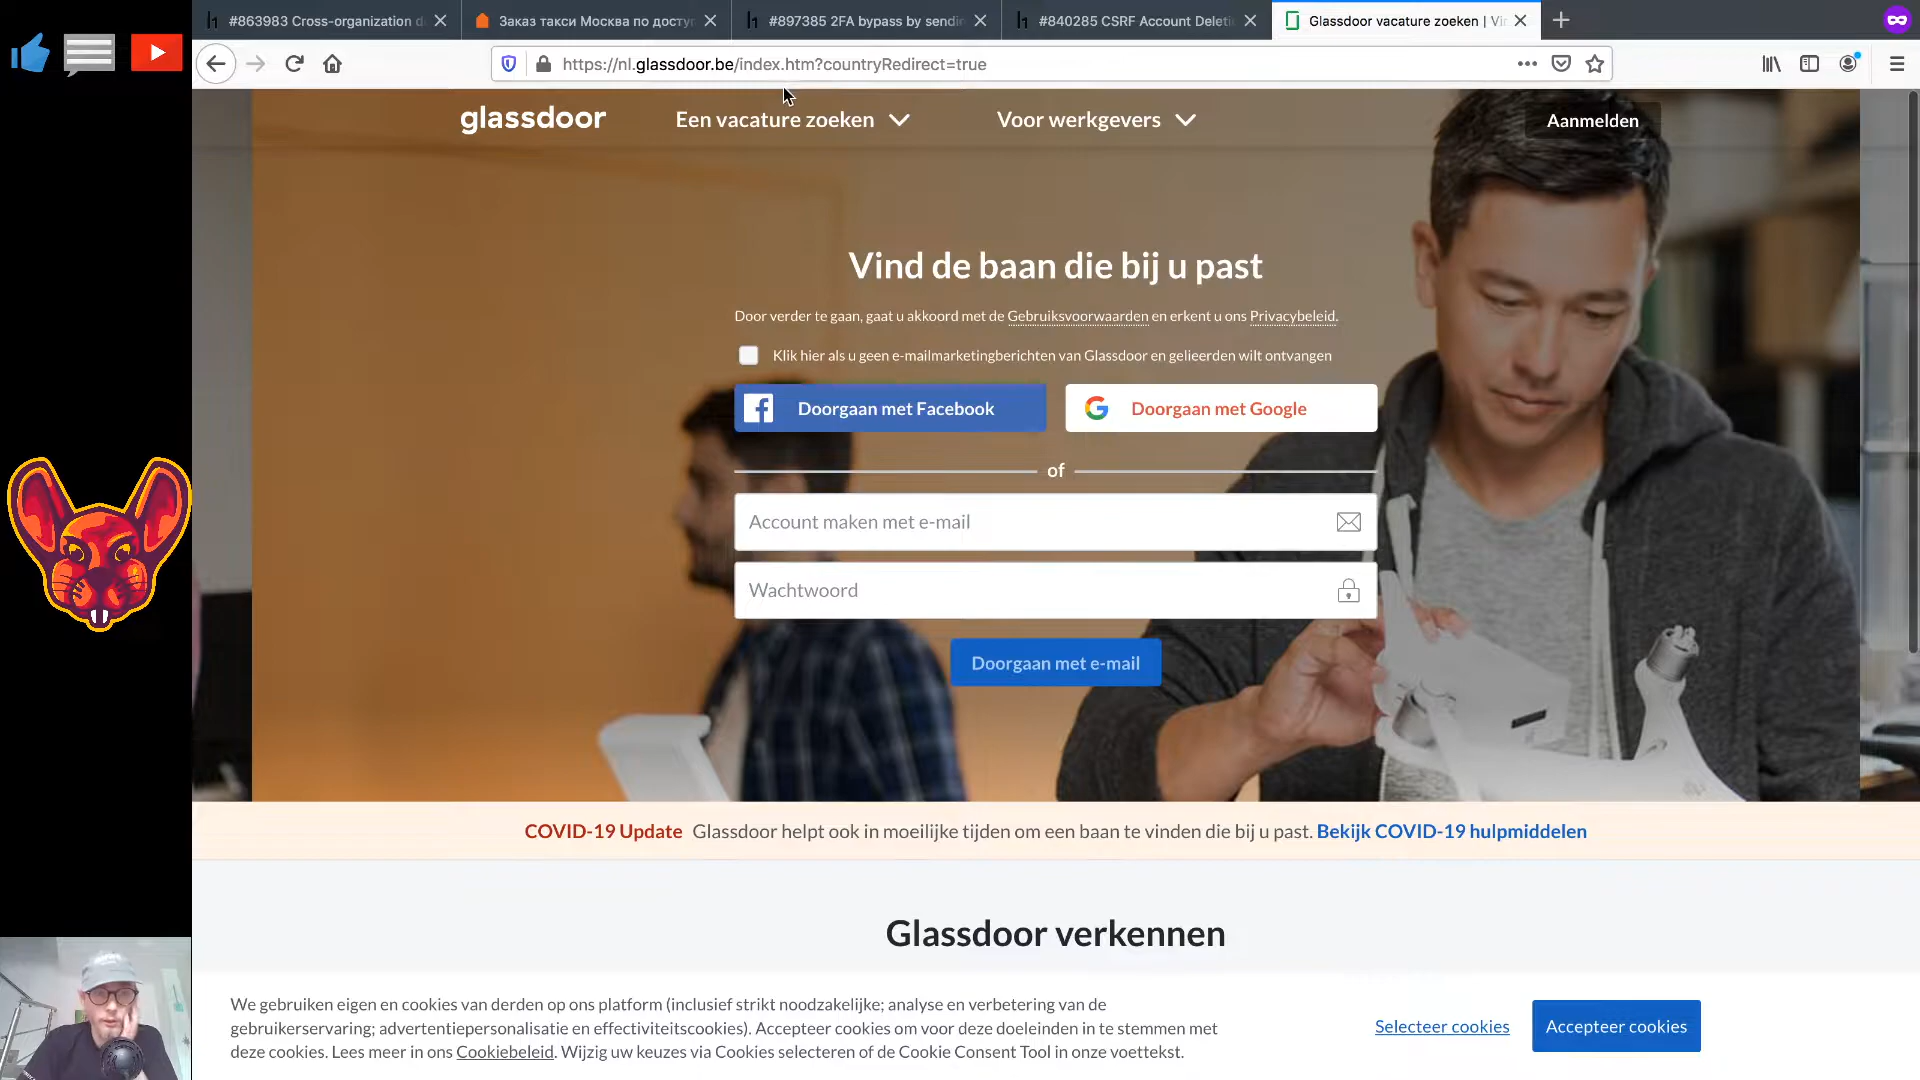 #863983 Cross-organization d
Заказ такси Москва по досту
#897385 2FA bypass by sendin
#840285 CSRF Account Deleti
Glassdoor vacature zoeken | Vi
https://nl.glassdoor.be/index.htm?countryRedirect=true
glassdoor
Een vacature zoeken
Voor werkgevers
Aanmelden
Vind de baan die bij u past
Door verder te gaan, gaat u akkoord met de Gebruiksvoorwaarden en erkent u ons Privacybeleid.
Klik hier als u geen e-mailmarketingberichten van Glassdoor en gelieerden wilt ontvangen
Doorgaan met Facebook
Doorgaan met Google
of
Account maken met e-mail
Wachtwoord
Doorgaan met e-mail
COVID-19 Update Glassdoor helpt ook in moeilijke tijden om een baan te vinden die bij u past. Bekijk COVID-19 hulpmiddelen
Glassdoor verkennen
We gebruiken eigen en cookies van derden op ons platform (inclusief strikt noodzakelijke; analyse en verbetering van de
gebruikerservaring; advertentiepersonalisatie en effectiviteitscookies). Accepteer cookies om voor deze doeleinden in te stemmen met
deze cookies. Lees meer in ons Cookiebeleid. Wijzig uw keuzes via Cookies selecteren of de Cookie Consent Tool in onze voettekst.
Selecteer cookies
Accepteer cookies